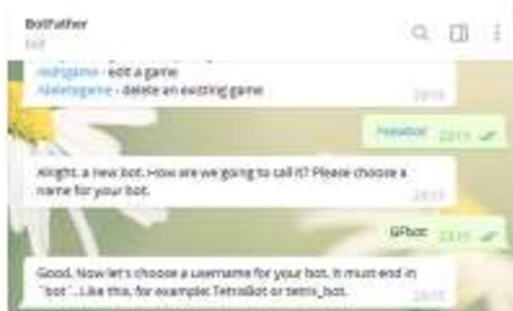 BotFather
bot
/editgame - edit a game
/deletegame - delete an existing game
/newbot
Alright, a new bot. How are we going to call it? Please choose a
name for your bot.
GFbot
Good. Now let's choose a username for your bot. It must end in
`bot`. Like this, for example: TetrisBot or tetris_bot.